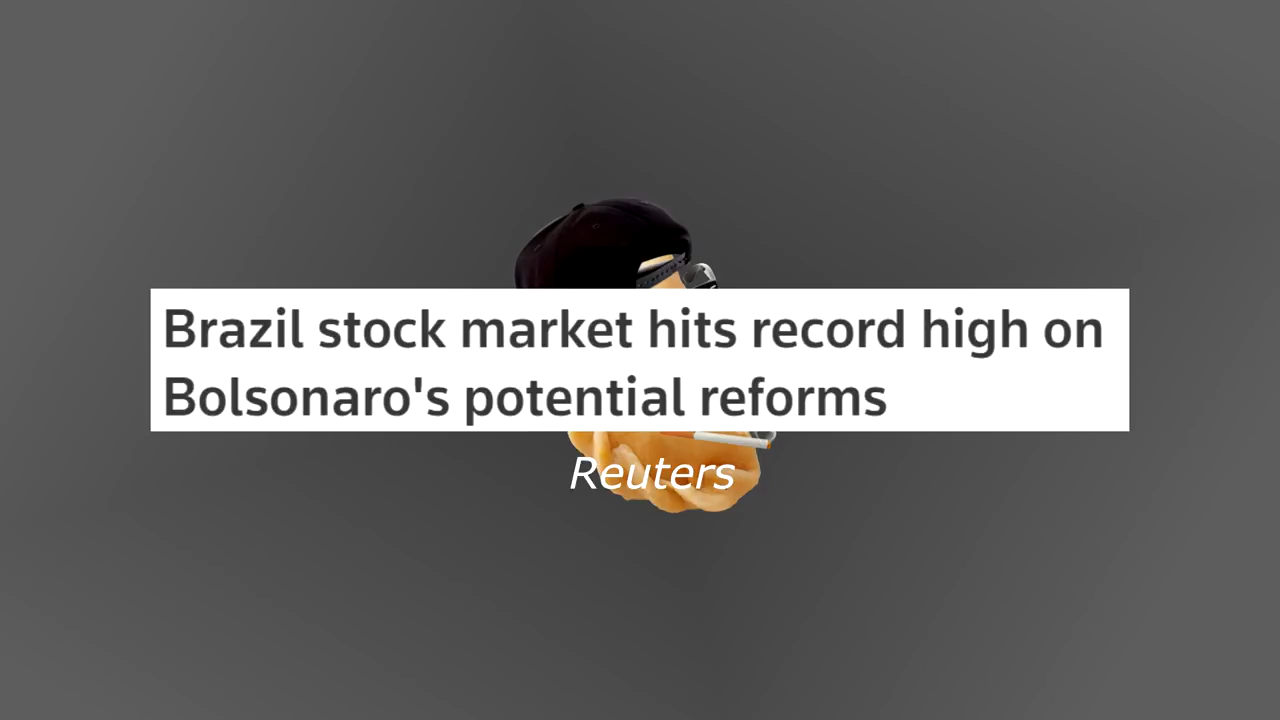 Brazil stock market hits record high on
Bolsonaro's potential reforms
Reuters